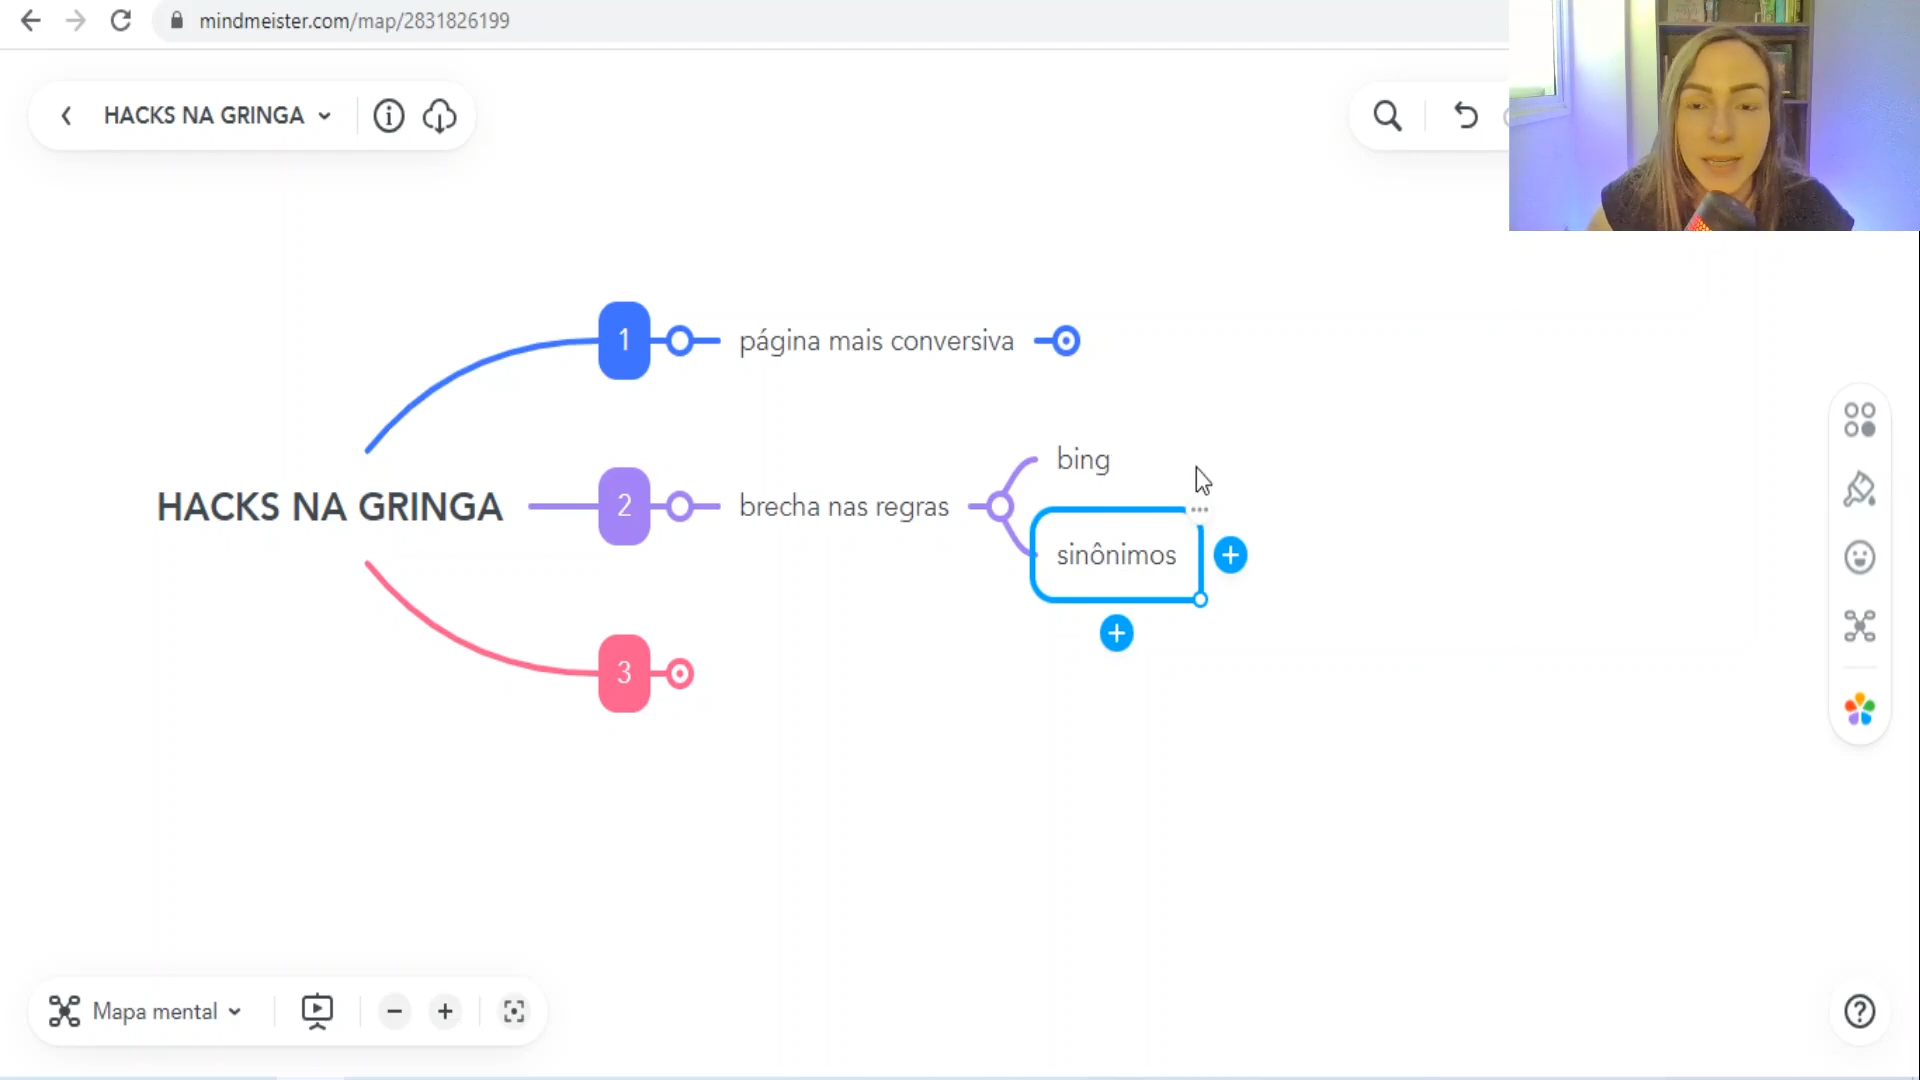 mindmeister.com/map/2831826199
HACKS NA GRINGA
1
página mais conversiva
bing
HACKS NA GRINGA
2
brecha nas regras
sinônimos
3
Mapa mental